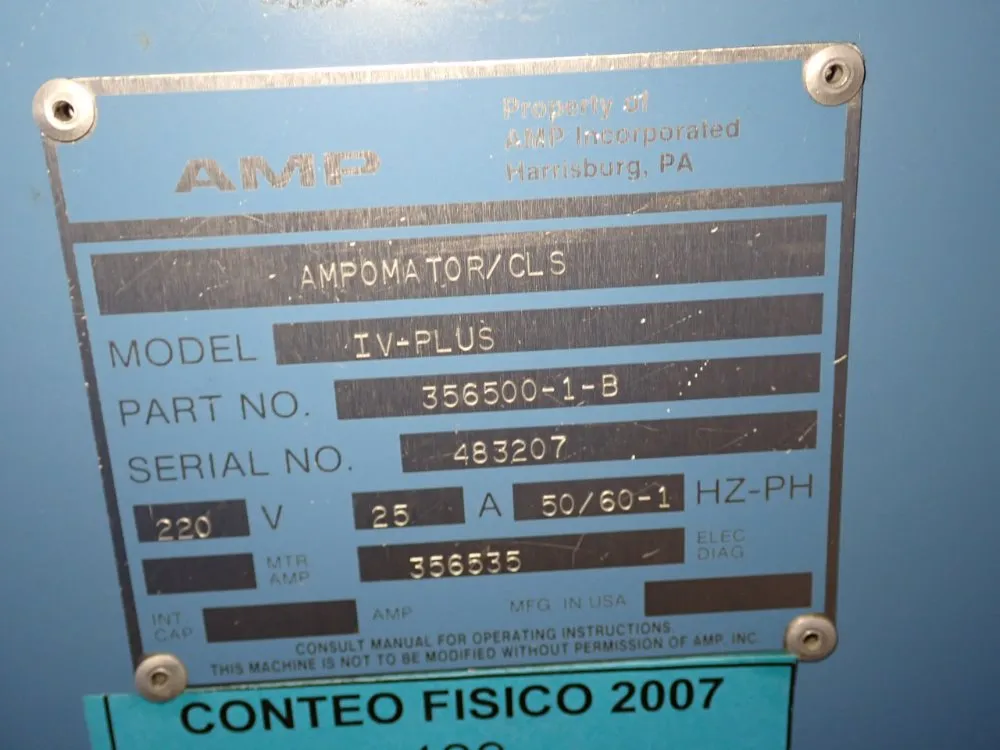 AMP
Property of
AMP Incorporated
Harrisburg, PA
AMPOMATOR/CLS
MODEL IV-PLUS
PART NO. 356500-1-B
SERIAL NO. 483207
220 V 25 A 50/60-1 HZ-PH
MTR AMP 356535 ELEC DIAG
INT CAP AMP MFG. IN USA
CONSULT MANUAL FOR OPERATING INSTRUCTIONS.
THIS MACHINE IS NOT TO BE MODIFIED WITHOUT PERMISSION OF AMP, INC.
CONTEO FISICO 2007